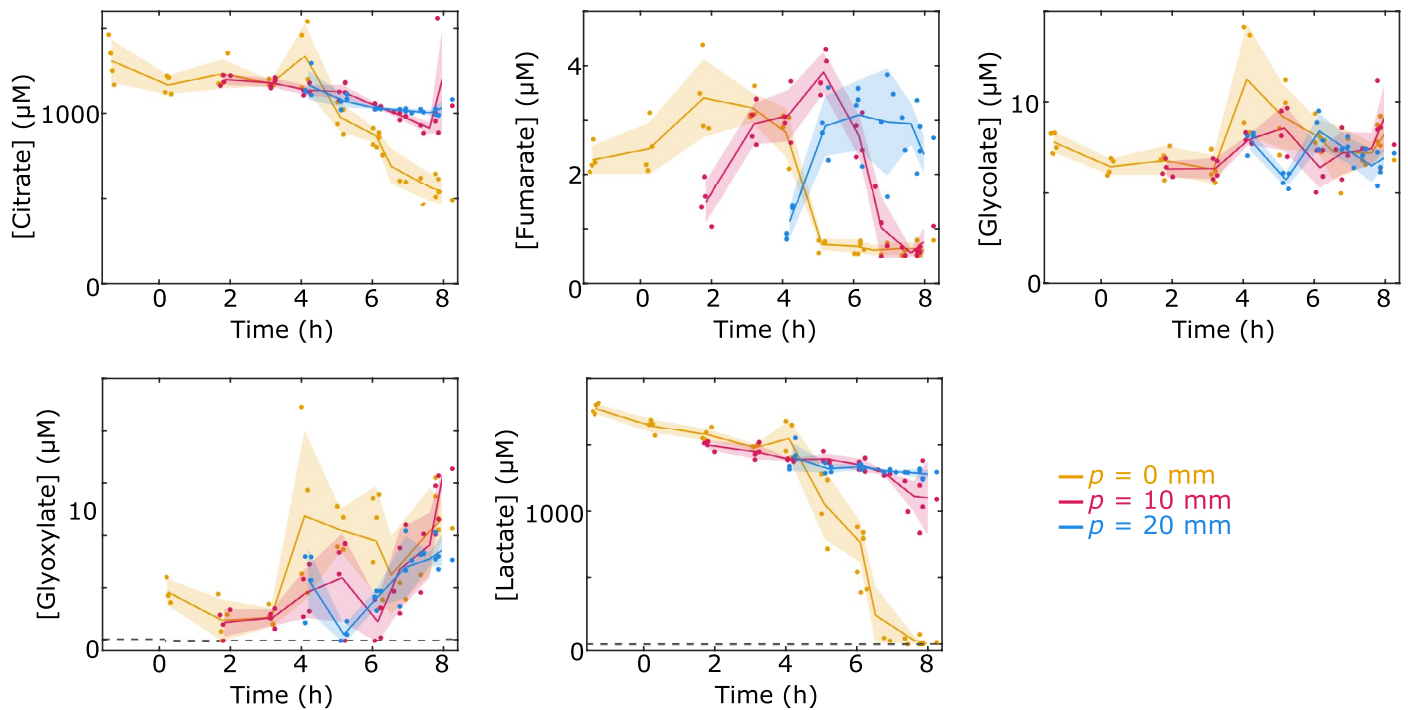 [Citrate] (µM)
1000
0
0 2 4 6 8
Time (h)
[Fumarate] (µM)
4
2
0
0 2 4 6 8
Time (h)
[Glycolate] (µM)
10
0
0 2 4 6 8
Time (h)
[Glyoxylate] (µM)
10
0
0 2 4 6 8
Time (h)
[Lactate] (µM)
1000
0
0 2 4 6 8
Time (h)
p = 0 mm
p = 10 mm
p = 20 mm